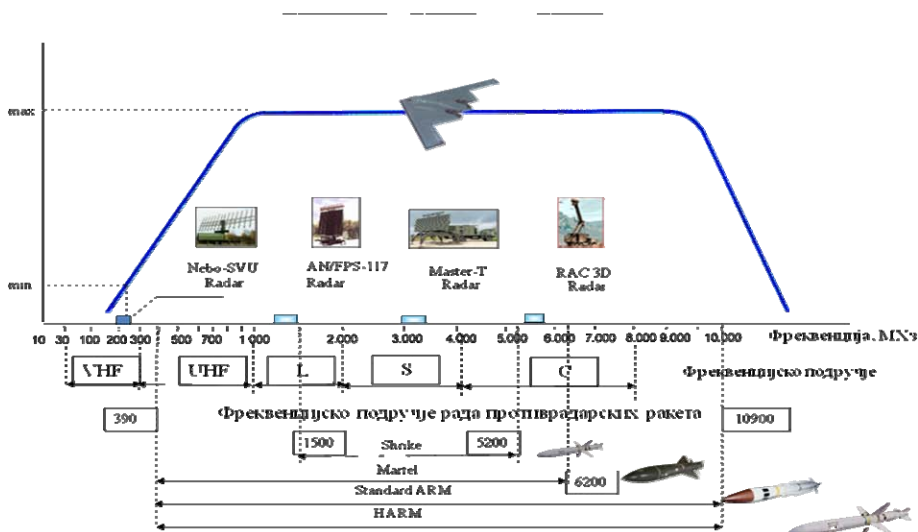 max
Nebo-SVU Radar
AN/FPS-117 Radar
Master-T Radar
RAC 3D Radar
min
10 30 100 200 300 500 700 1.000 2.000 3.000 4.000 5.000 6.000 7.000 8.000 9.000 10.000 Фреквенција, МХз
VHF UHF L S C Фреквенцијско подручје
390 Фреквенцијско подручје рада противрадарских ракета 10900
1500 Shrike 5200
Martel 6200
Standard ARM
HARM